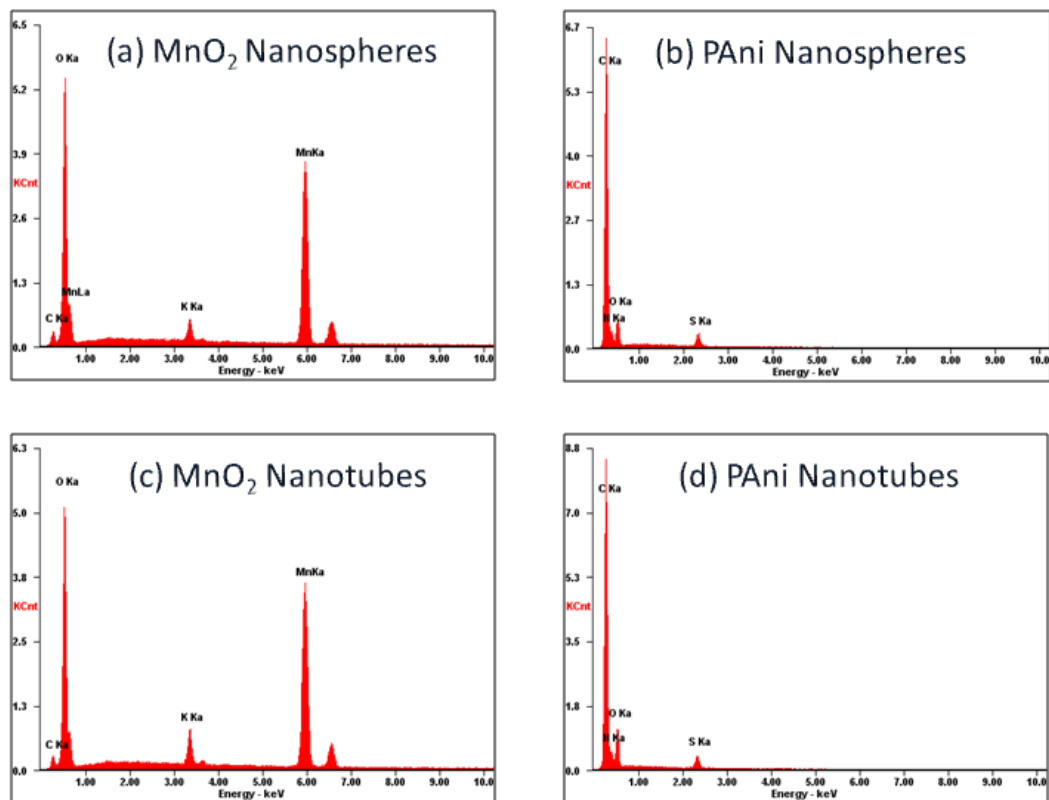 (a) MnO₂ Nanospheres
6.5
5.2
3.9
KCnt
2.6
1.3
0.0
O Ka
MnLa
C Ka
K Ka
MnKa
1.00 2.00 3.00 4.00 5.00 6.00 7.00 8.00 9.00 10.0
Energy - keV
(b) PAni Nanospheres
6.7
5.3
4.0
KCnt
2.7
1.3
0.0
C Ka
O Ka
N Ka
S Ka
1.00 2.00 3.00 4.00 5.00 6.00 7.00 8.00 9.00 10.0
Energy - keV
(c) MnO₂ Nanotubes
6.3
5.0
3.8
KCnt
2.5
1.3
0.0
O Ka
C Ka
K Ka
MnKa
1.00 2.00 3.00 4.00 5.00 6.00 7.00 8.00 9.00 10.0
Energy - keV
(d) PAni Nanotubes
8.8
7.0
5.3
KCnt
3.5
1.8
0.0
C Ka
O Ka
N Ka
S Ka
1.00 2.00 3.00 4.00 5.00 6.00 7.00 8.00 9.00 10.0
Energy - keV